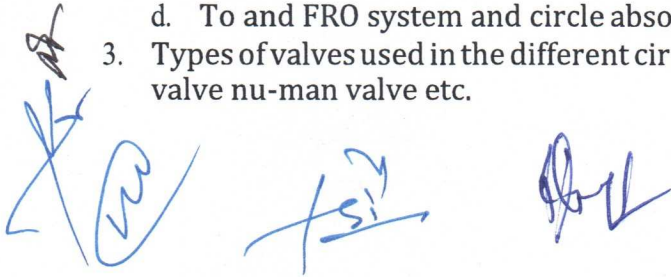 d. To and FRO system and circle abso
3. Types of valves used in the different cir
valve nu-man valve etc.